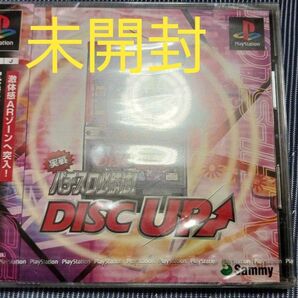 未開封
PlayStation
PlayStation
激体感ARゾーンへ突入!
実戦
パチスロ必勝法!
DISC UP
PlayStation PlayStation PlayStation PlayStation PlayStation
Sammy